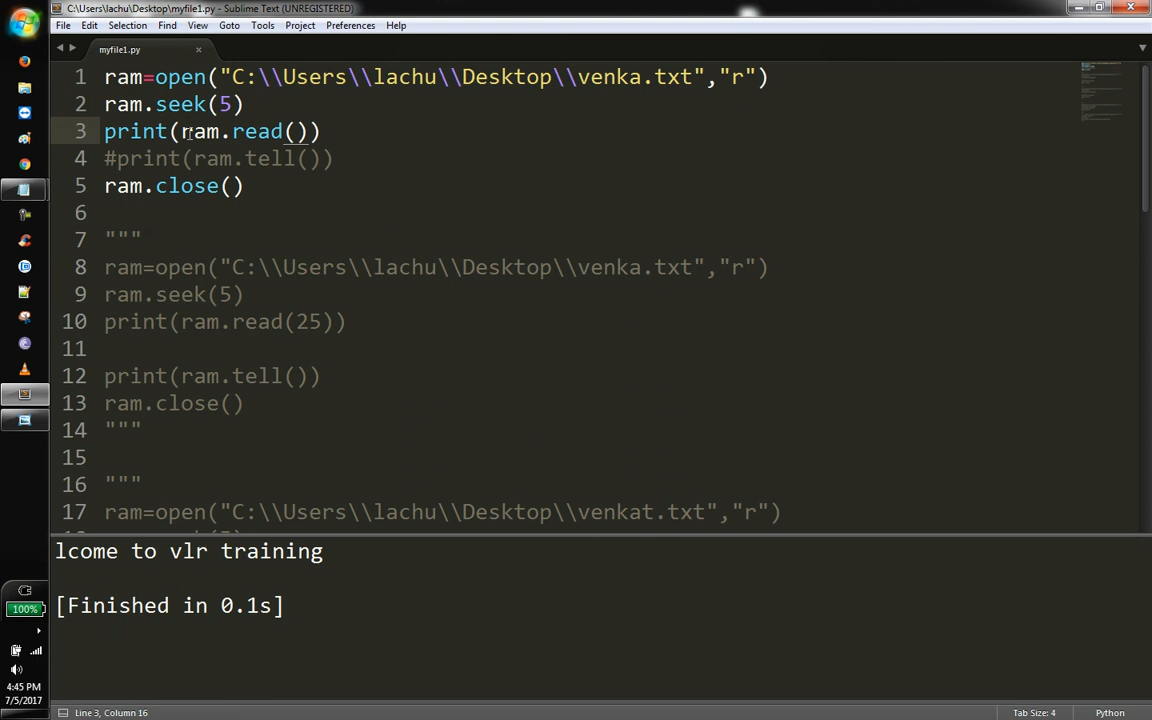 C:\Users\lachu\Desktop\myfile1.py - Sublime Text (UNREGISTERED)
File Edit Selection Find View Goto Tools Project Preferences Help
myfile1.py
1 ram=open("C:\\Users\\lachu\\Desktop\\venka.txt","r")
2 ram.seek(5)
3 print(ram.read())
4 #print(ram.tell())
5 ram.close()
6
7 """
8 ram=open("C:\\Users\\lachu\\Desktop\\venka.txt","r")
9 ram.seek(5)
10 print(ram.read(25))
11
12 print(ram.tell())
13 ram.close()
14 """
15
16 """
17 ram=open("C:\\Users\\lachu\\Desktop\\venkat.txt","r")
lcome to vlr training
[Finished in 0.1s]
100%
4:45 PM
7/5/2017
Line 3, Column 16
Tab Size: 4
Python